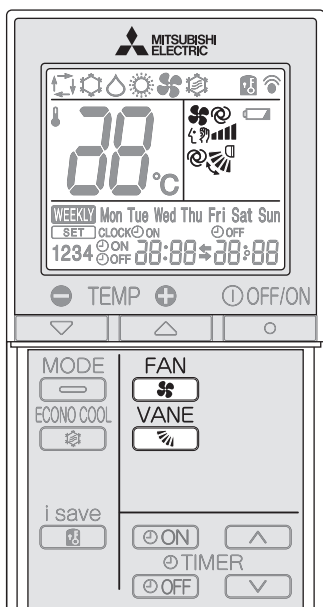 MITSUBISHI
ELECTRIC
88°C
WEEKLY Mon Tue Wed Thu Fri Sat Sun
SET CLOCK ON OFF
1234 ON OFF 88:88 88:88
TEMP OFF/ON
MODE FAN
ECONO COOL VANE
i save
ON
TIMER
OFF